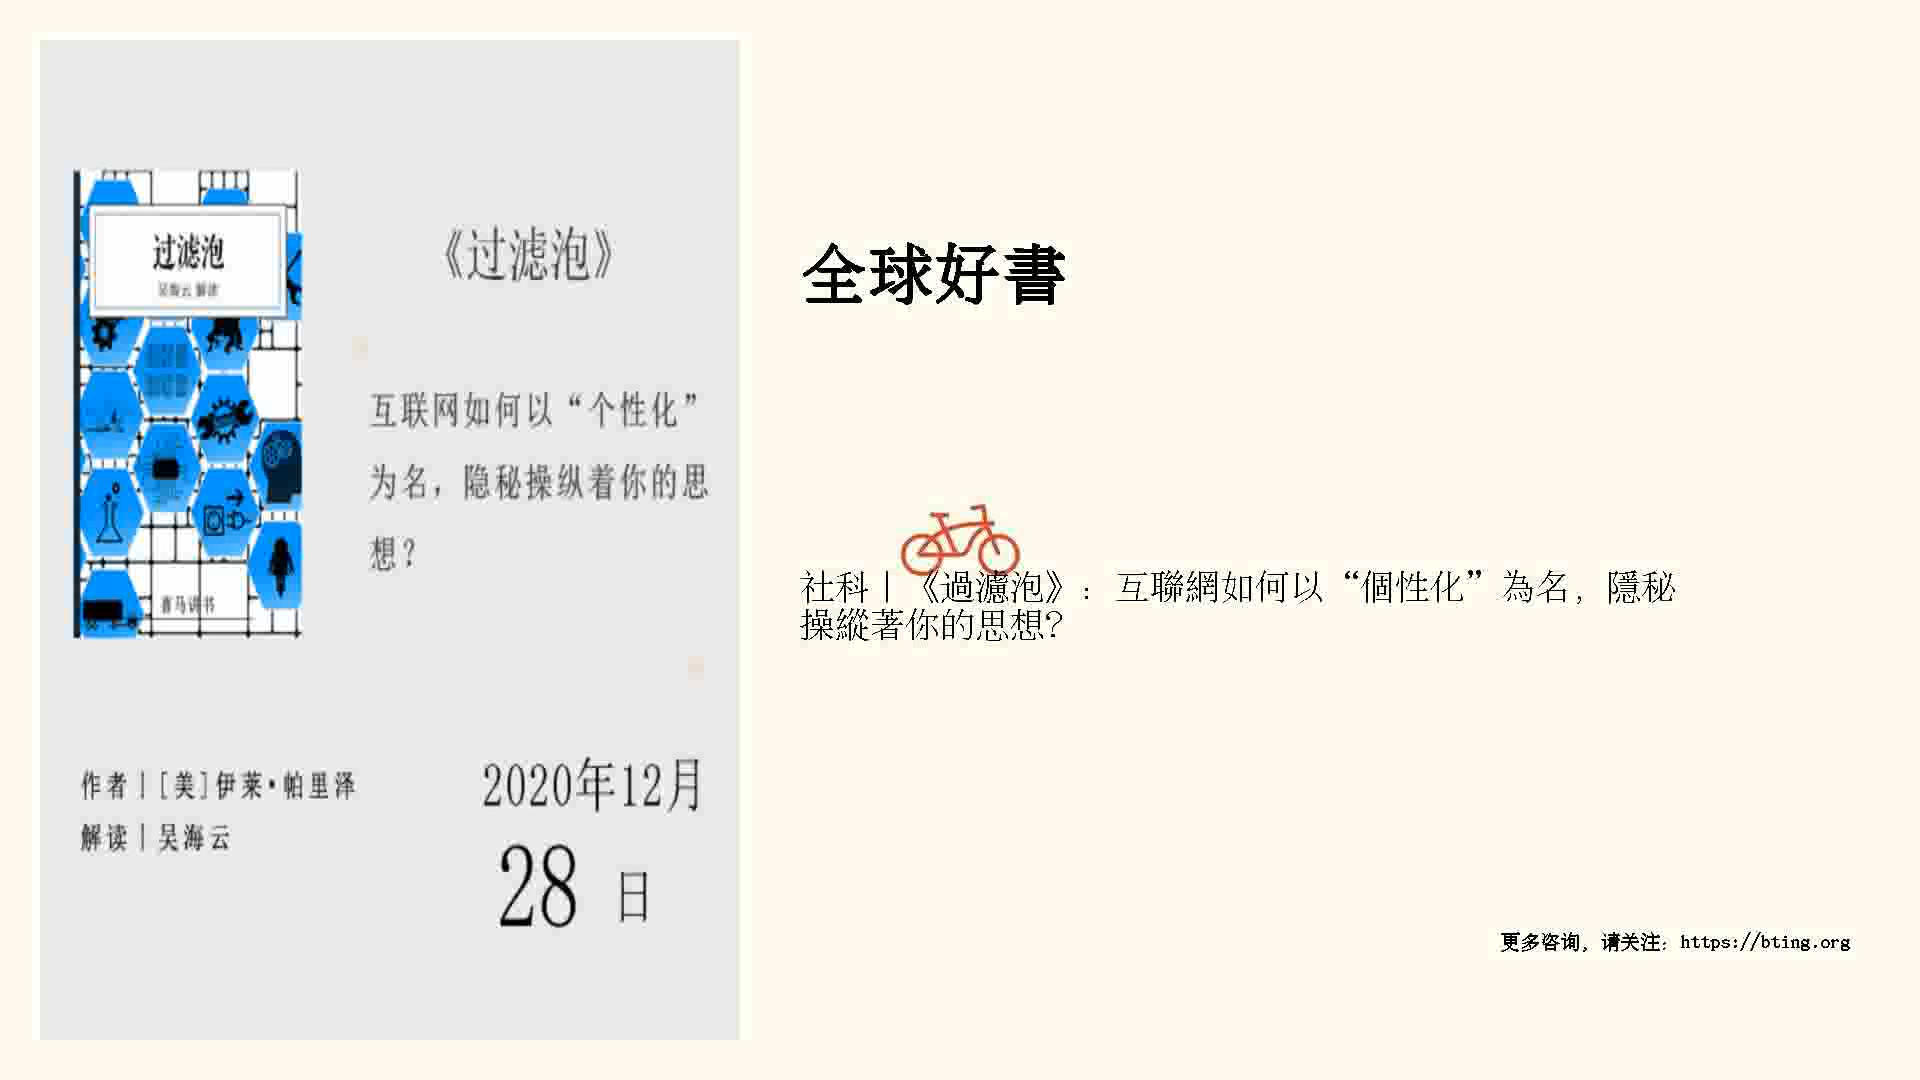 过滤泡
吴海云 解读
喜马讲书
《过滤泡》
互联网如何以“个性化”
为名，隐秘操纵着你的思
想？
作者丨[美]伊莱·帕里泽
解读丨吴海云
2020年12月
28 日
全球好書
社科丨《過濾泡》：互聯網如何以“個性化”為名，隱秘
操縱著你的思想？
更多咨询，请关注：https://bting.org